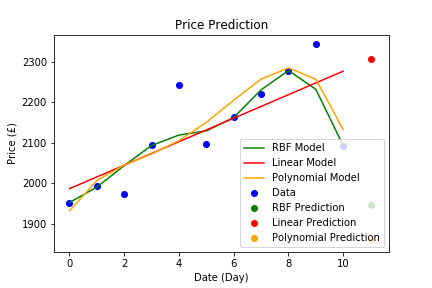 Price Prediction
2300
2200
2100
2000
1900
Price (£)
RBF Model
Linear Model
Polynomial Model
Data
RBF Prediction
Linear Prediction
Polynomial Prediction
0
2
4
6
8
10
Date (Day)